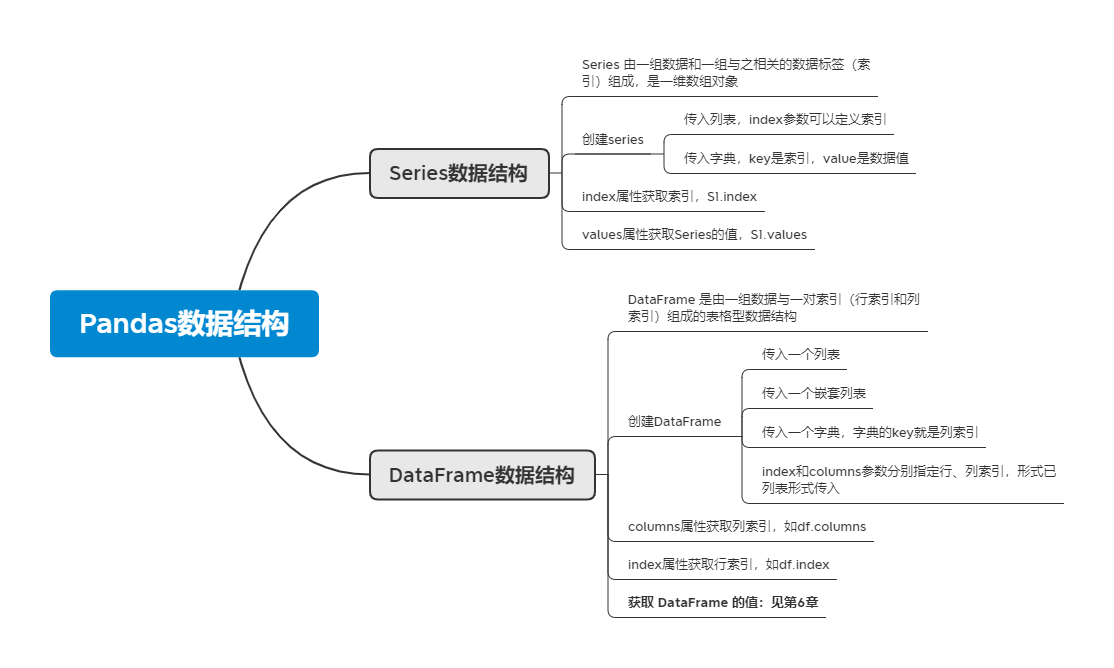 Pandas数据结构
Series数据结构
Series 由一组数据和一组与之相关的数据标签（索
引）组成，是一维数组对象
创建series
传入列表，index参数可以定义索引
传入字典，key是索引，value是数据值
index属性获取索引，S1.index
values属性获取Series的值，S1.values
DataFrame数据结构
DataFrame 是由一组数据与一对索引（行索引和列
索引）组成的表格型数据结构
创建DataFrame
传入一个列表
传入一个嵌套列表
传入一个字典，字典的key就是列索引
index和columns参数分别指定行、列索引，形式已
列表形式传入
columns属性获取列索引，如df.columns
index属性获取行索引，如df.index
获取 DataFrame 的值：见第6章